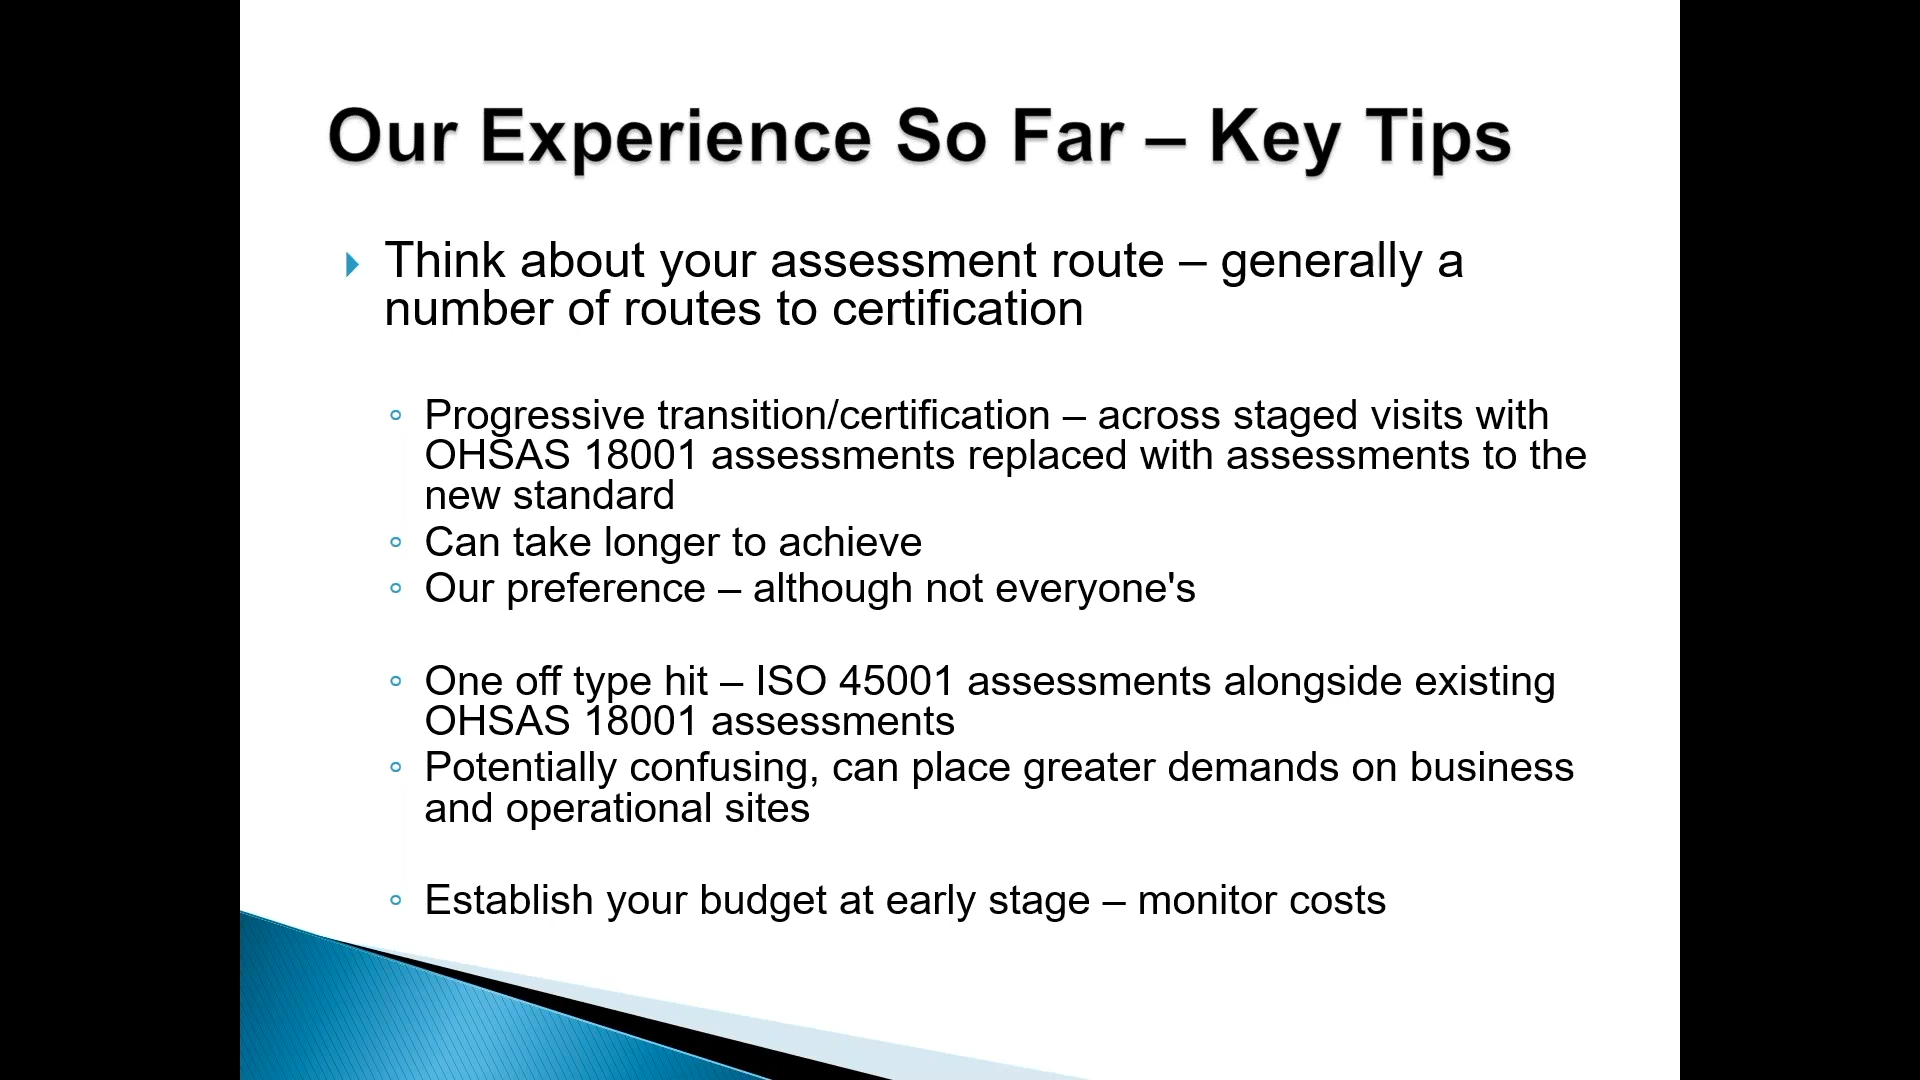 Our Experience So Far – Key Tips
Think about your assessment route – generally a
number of routes to certification
Progressive transition/certification – across staged visits with
OHSAS 18001 assessments replaced with assessments to the
new standard
Can take longer to achieve
Our preference – although not everyone's
One off type hit – ISO 45001 assessments alongside existing
OHSAS 18001 assessments
Potentially confusing, can place greater demands on business
and operational sites
Establish your budget at early stage – monitor costs